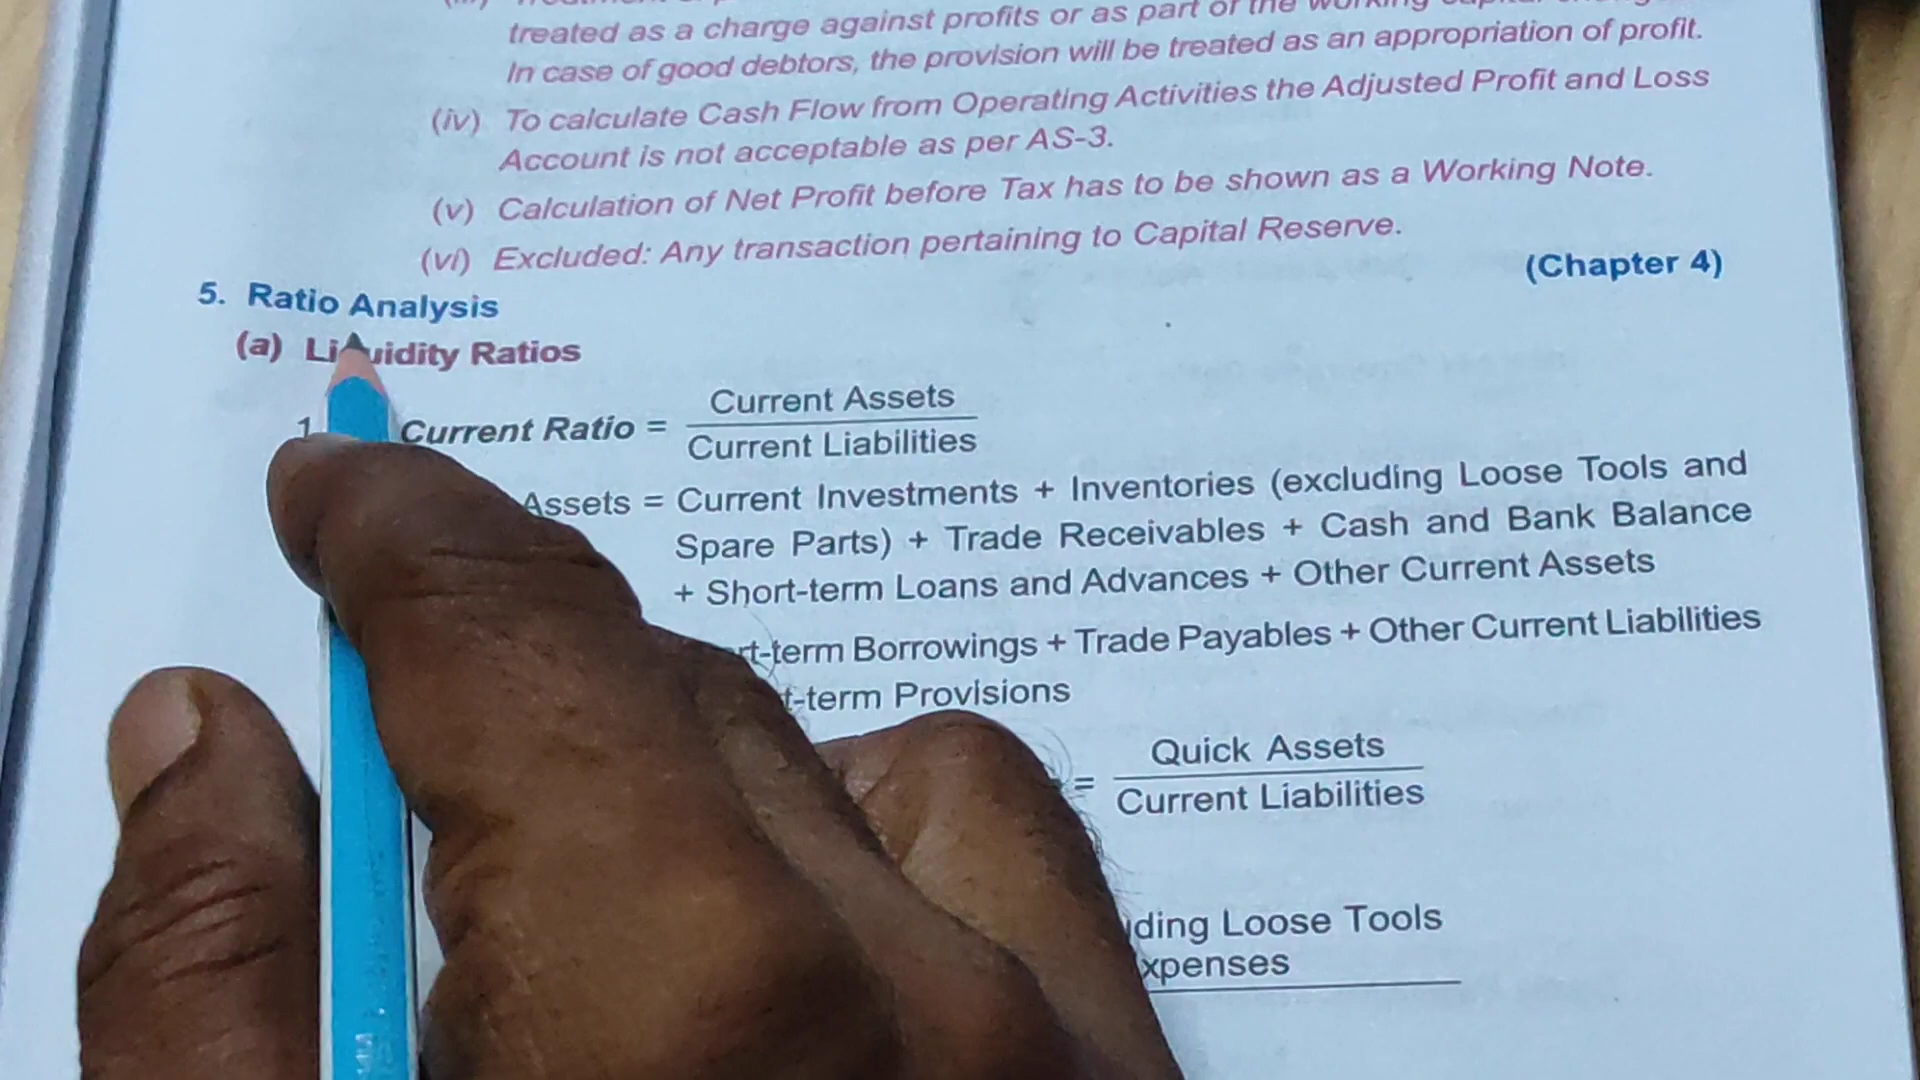 treated as a charge against profits or as part of the
In case of good debtors, the provision will be treated as an appropriation of profit.
(iv) To calculate Cash Flow from Operating Activities the Adjusted Profit and Loss
Account is not acceptable as per AS-3.
(v) Calculation of Net Profit before Tax has to be shown as a Working Note.
(vi) Excluded: Any transaction pertaining to Capital Reserve.
(Chapter 4)
5. Ratio Analysis
(a) Liquidity Ratios
1. Current Ratio = Current Assets
Current Liabilities
Assets = Current Investments + Inventories (excluding Loose Tools and
Spare Parts) + Trade Receivables + Cash and Bank Balance
+ Short-term Loans and Advances + Other Current Assets
rt-term Borrowings + Trade Payables + Other Current Liabilities
t-term Provisions
= Quick Assets
Current Liabilities
ding Loose Tools
xpenses